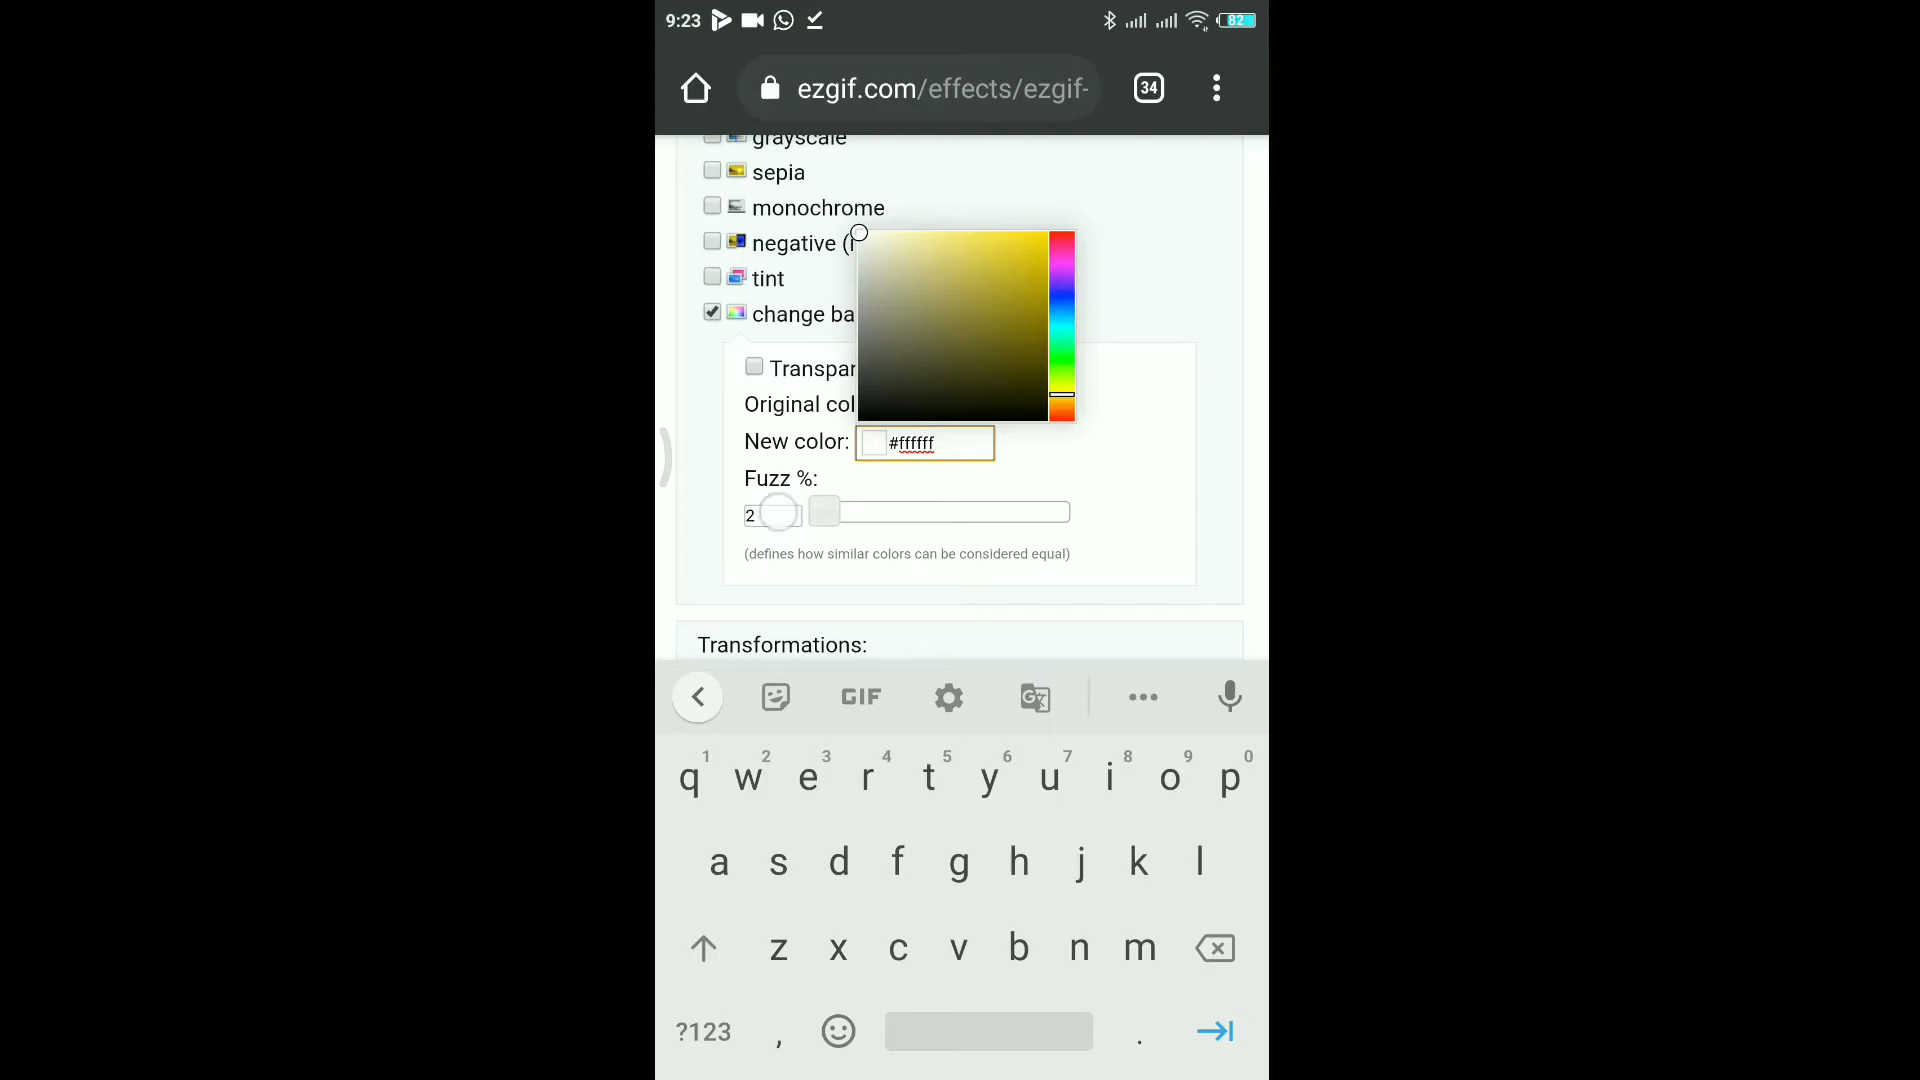 9:23
82
ezgif.com/effects/ezgif-
34
grayscale
sepia
monochrome
negative (
tint
change ba
Transpar
Original col
New color: #ffffff
Fuzz %:
2
(defines how similar colors can be considered equal)
Transformations:
GIF
G
1 2 3 4 5 6 7 8 9 0
q w e r t y u i o p
a s d f g h j k l
z x c v b n m
?123 , .